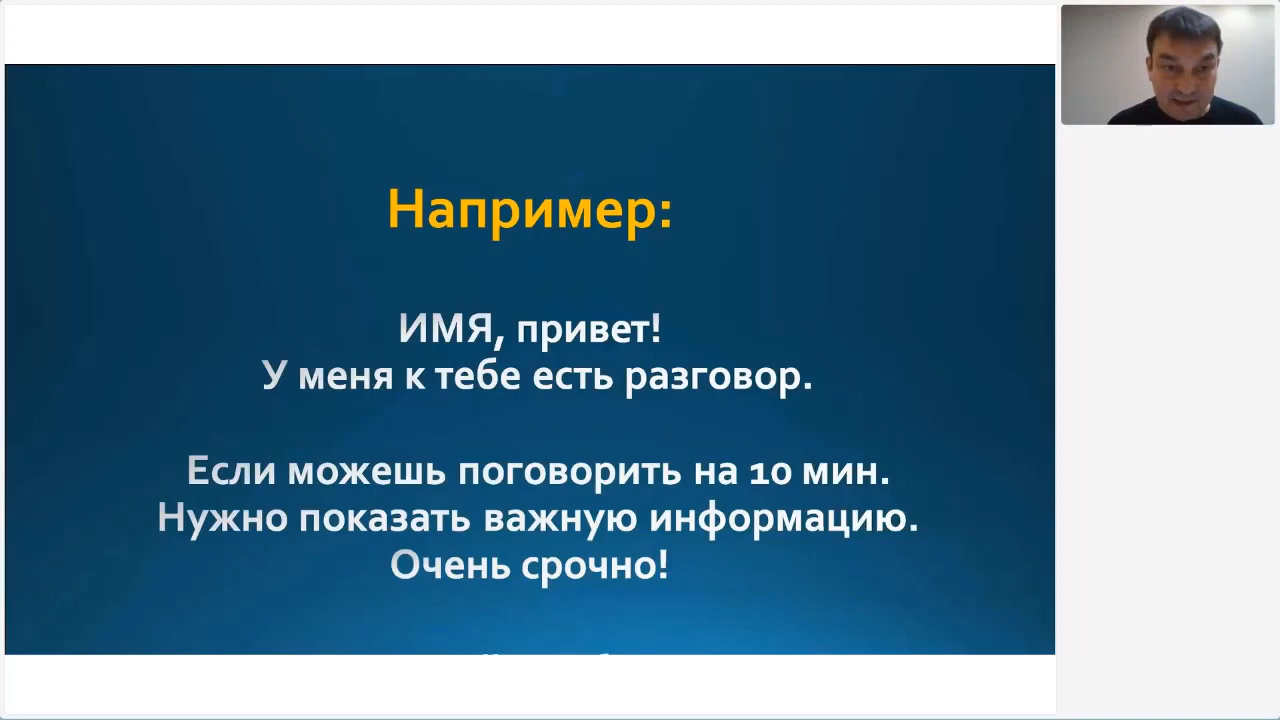 Например:
ИМЯ, привет!
У меня к тебе есть разговор.
Если можешь поговорить на 10 мин.
Нужно показать важную информацию.
Очень срочно!